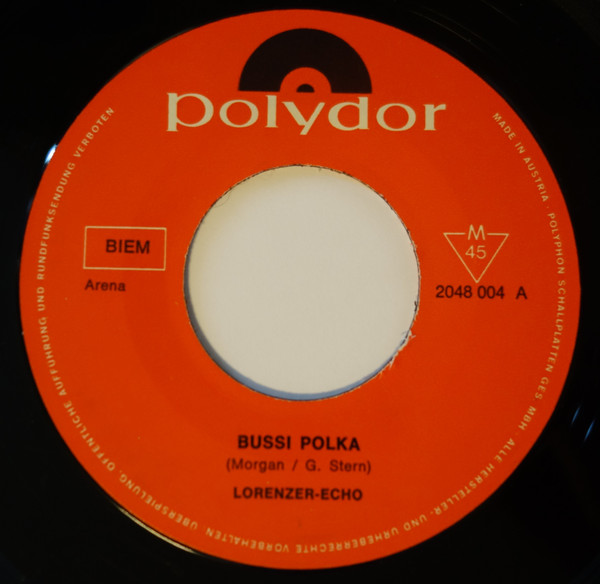 polydor
MADE IN AUSTRIA · POLYPHON SCHALLPLATTEN GES MBH · ALLE HERSTELLER- UND URHEBERRECHTE VORBEHALTEN. ÜBERSPIELUNG, ÖFFENTLICHE AUFFÜHRUNG UND RUNDFUNKSENDUNG VERBOTEN
BIEM
Arena
M
45
2048 004 A
BUSSI POLKA
(Morgan / G. Stern)
LORENZER-ECHO